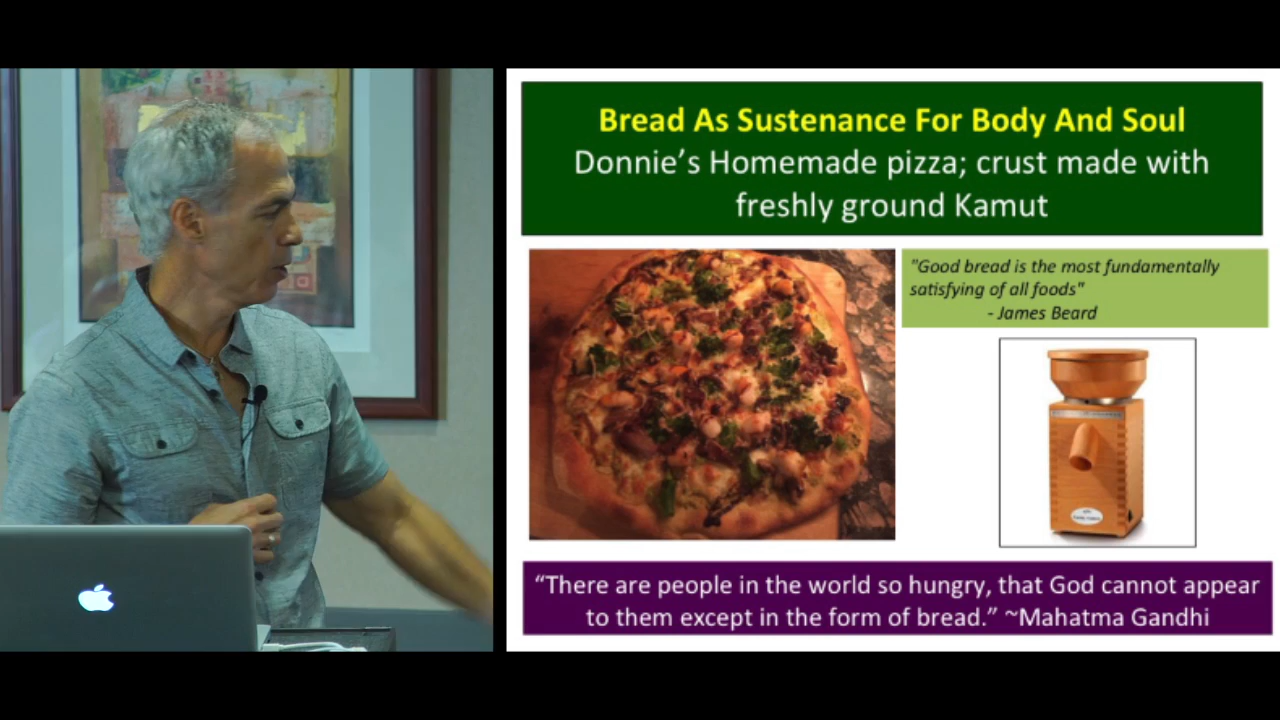 Bread As Sustenance For Body And Soul
Donnie’s Homemade pizza; crust made with
freshly ground Kamut
"Good bread is the most fundamentally
satisfying of all foods"
- James Beard
“There are people in the world so hungry, that God cannot appear
to them except in the form of bread.” ~Mahatma Gandhi